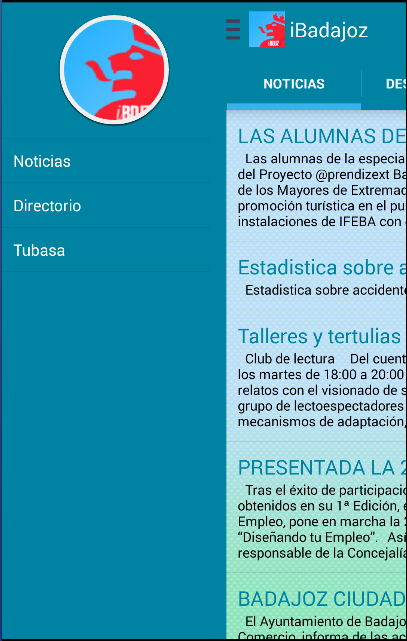 iBDJZ
Noticias
Directorio
Tubasa
iBadajoz
NOTICIAS
DES
LAS ALUMNAS DE
Las alumnas de la especia
del Proyecto @prendizext Ba
de los Mayores de Extremad
promoción turística en el pu
instalaciones de IFEBA con
Estadistica sobre a
Estadistica sobre accidente
Talleres y tertulias
Club de lectura Del cuent
los martes de 18:00 a 20:00
relatos con el visionado de s
grupo de lectoespectadores
mecanismos de adaptación,
PRESENTADA LA 2
Tras el éxito de participació
obtenidos en su 1ª Edición, e
Empleo, pone en marcha la 2
"Diseñando tu Empleo". Así
responsable de la Concejalía
BADAJOZ CIUDAD
El Ayuntamiento de Badajo
Comercio, informa de las ac